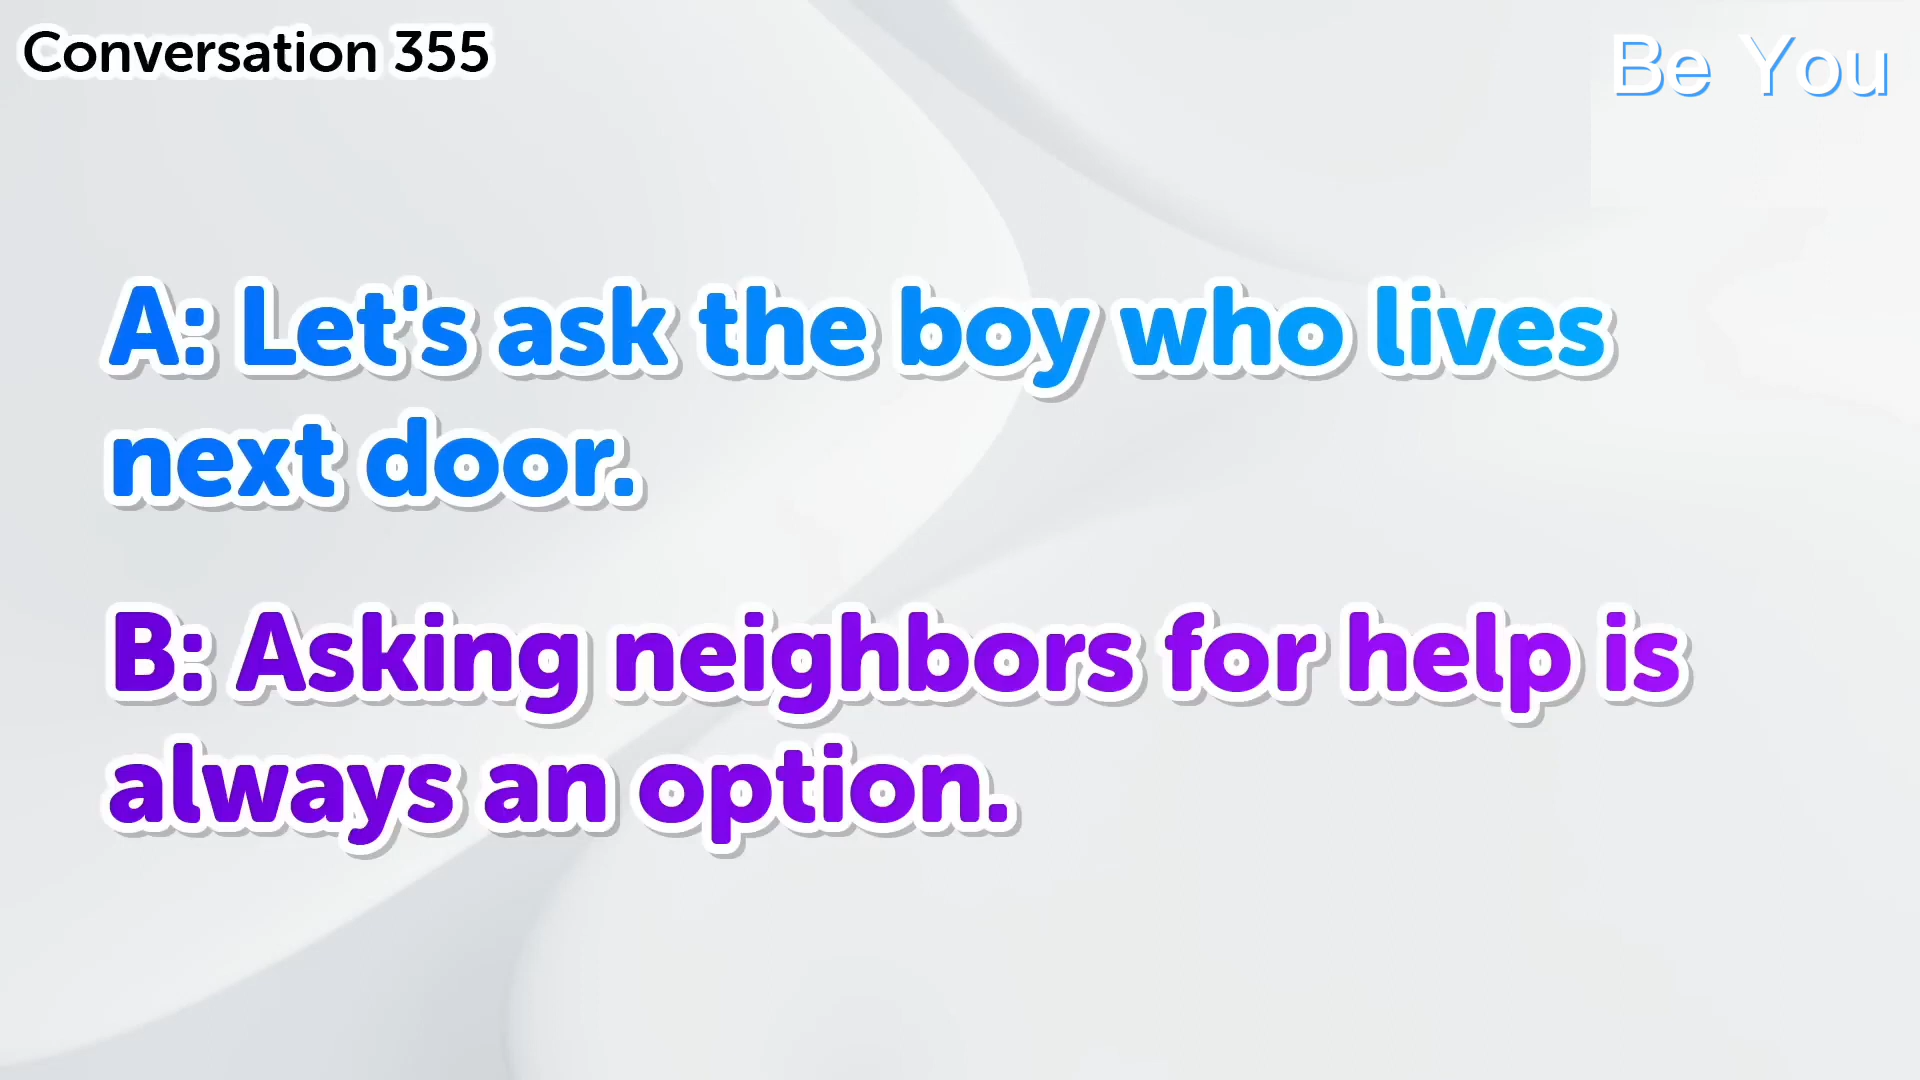 Conversation 355
Be You
A: Let's ask the boy who lives
next door.
B: Asking neighbors for help is
always an option.